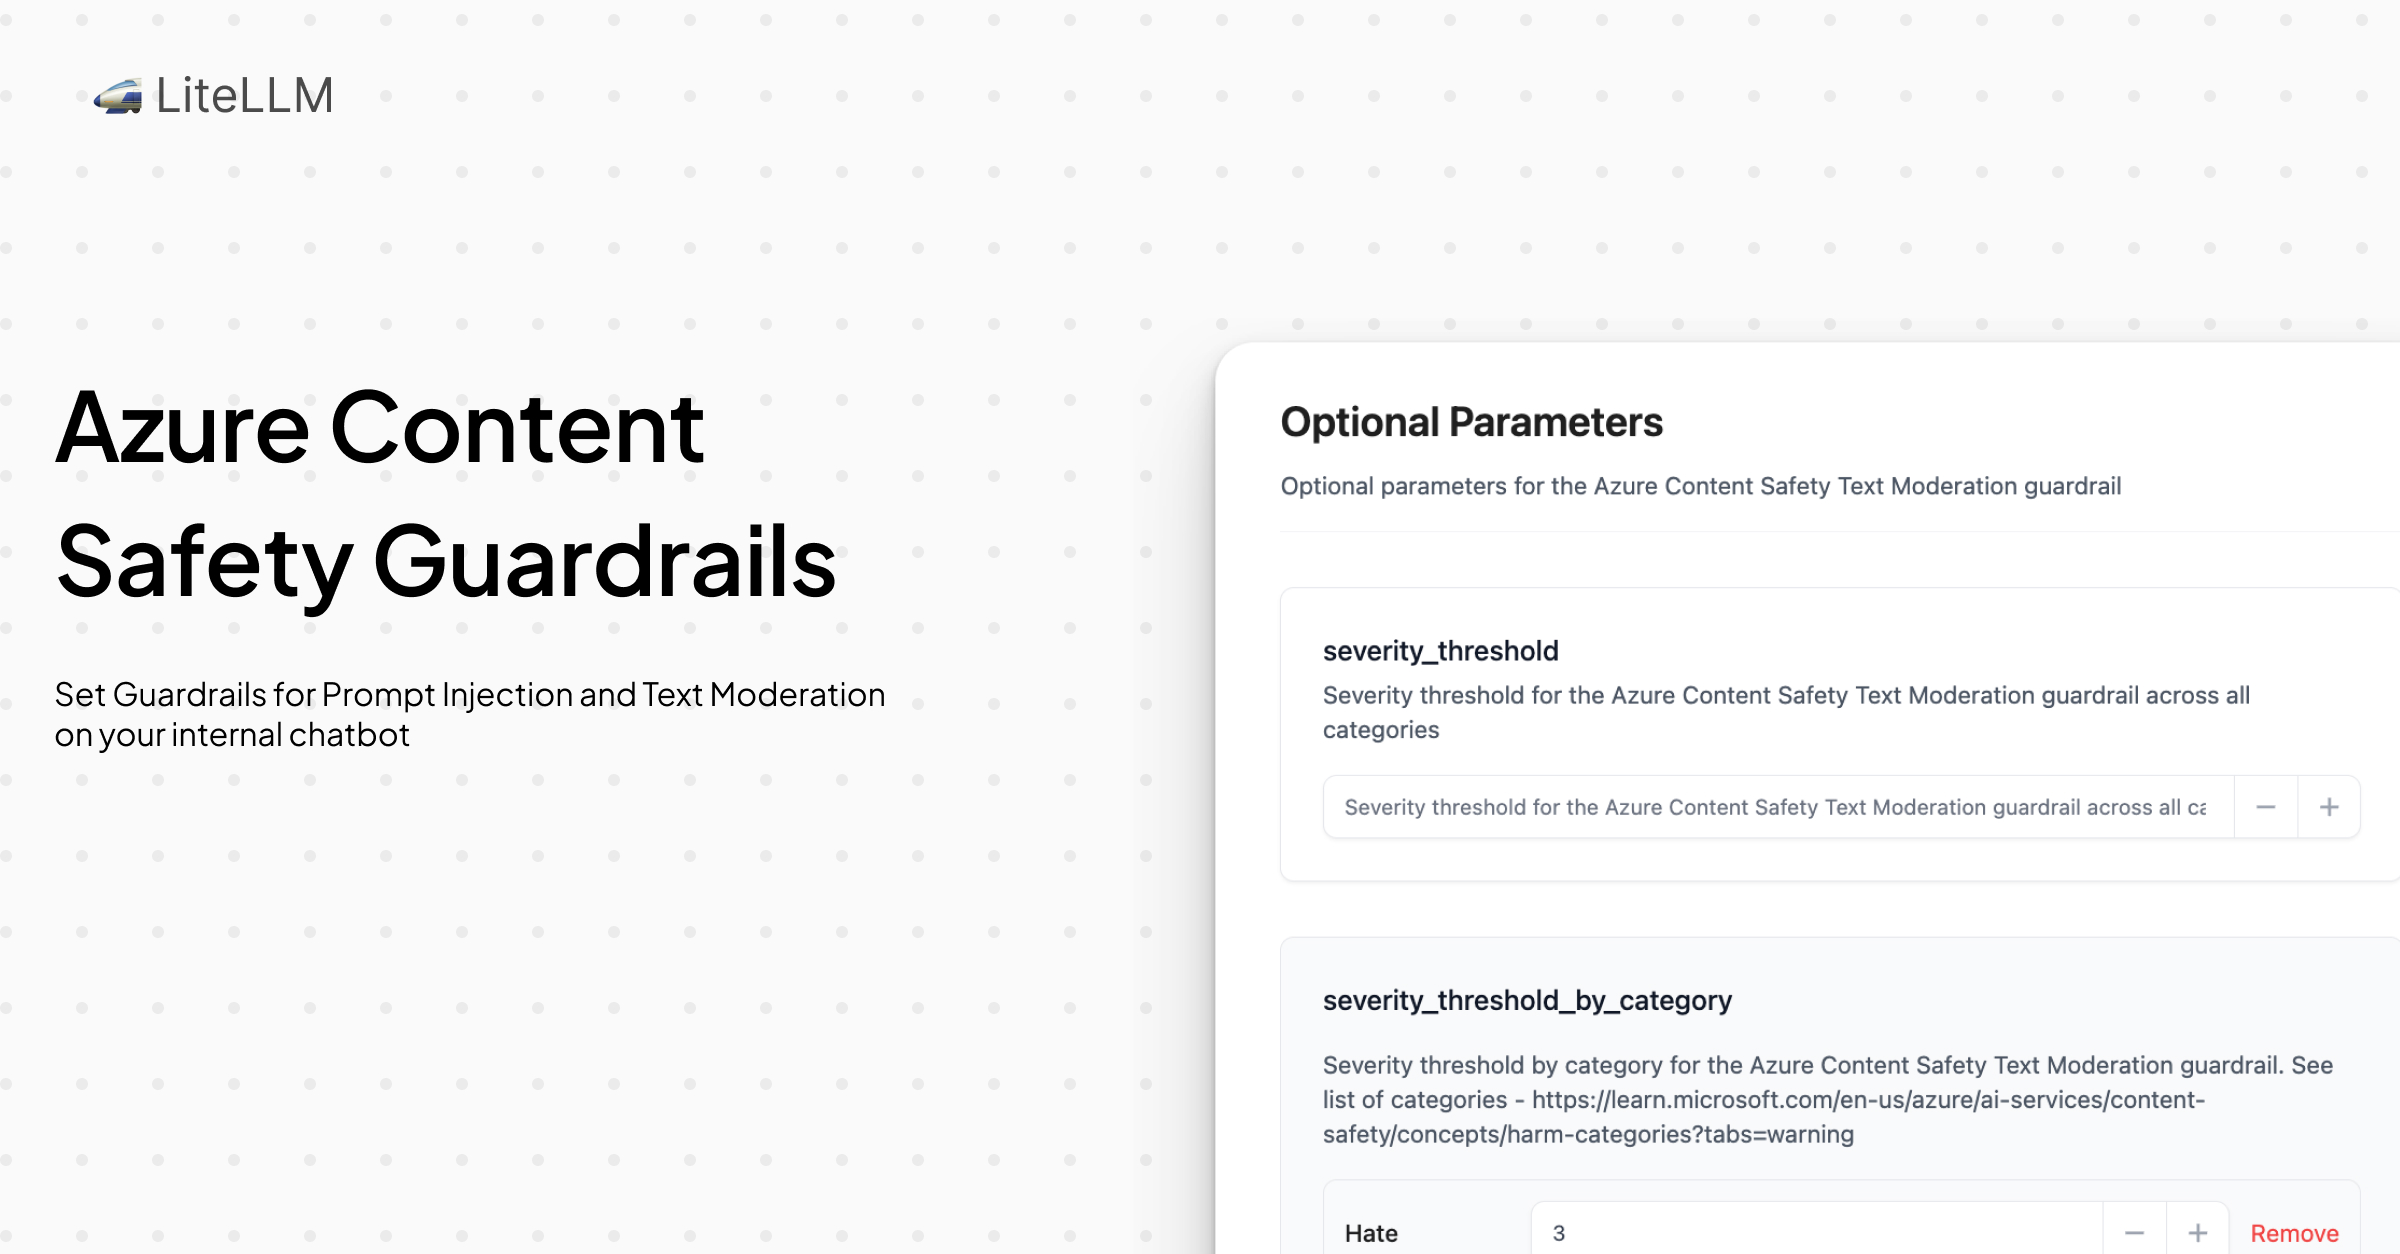 LiteLLM
Azure Content
Safety Guardrails
Set Guardrails for Prompt Injection and Text Moderation
on your internal chatbot
Optional Parameters
Optional parameters for the Azure Content Safety Text Moderation guardrail
severity_threshold
Severity threshold for the Azure Content Safety Text Moderation guardrail across all
categories
Severity threshold for the Azure Content Safety Text Moderation guardrail across all ca
severity_threshold_by_category
Severity threshold by category for the Azure Content Safety Text Moderation guardrail. See
list of categories - https://learn.microsoft.com/en-us/azure/ai-services/content-
safety/concepts/harm-categories?tabs=warning
Hate 3 − + Remove